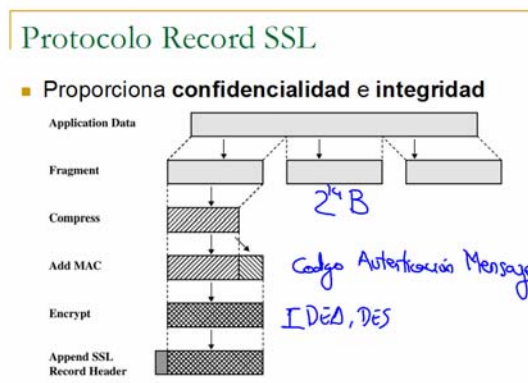 Protocolo Record SSL
Proporciona confidencialidad e integridad
Application Data
Fragment
2¹⁴ B
Compress
Add MAC
Codgo Autenticación Mensaje
Encrypt
IDEA, DES
Append SSL
Record Header